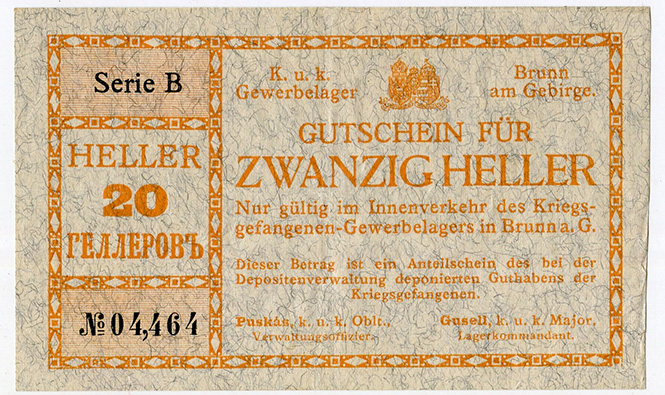 Serie B
HELLER
20
ГЕЛЛЕРОВЪ
№ 04,464
K. u. k.
Gewerbelager
Brunn
am Gebirge.
GUTSCHEIN FÜR
ZWANZIG HELLER
Nur gültig im Innenverkehr des Kriegs-
gefangenen-Gewerbelagers in Brunn a. G.
Dieser Betrag ist ein Anteilschein des bei der
Depositenverwaltung deponierten Guthabens der
Kriegsgefangenen.
Puskás, k. u. k. Oblt.,
Verwaltungsoffizier.
Gusell, k. u. k. Major,
Lagerkommandant.